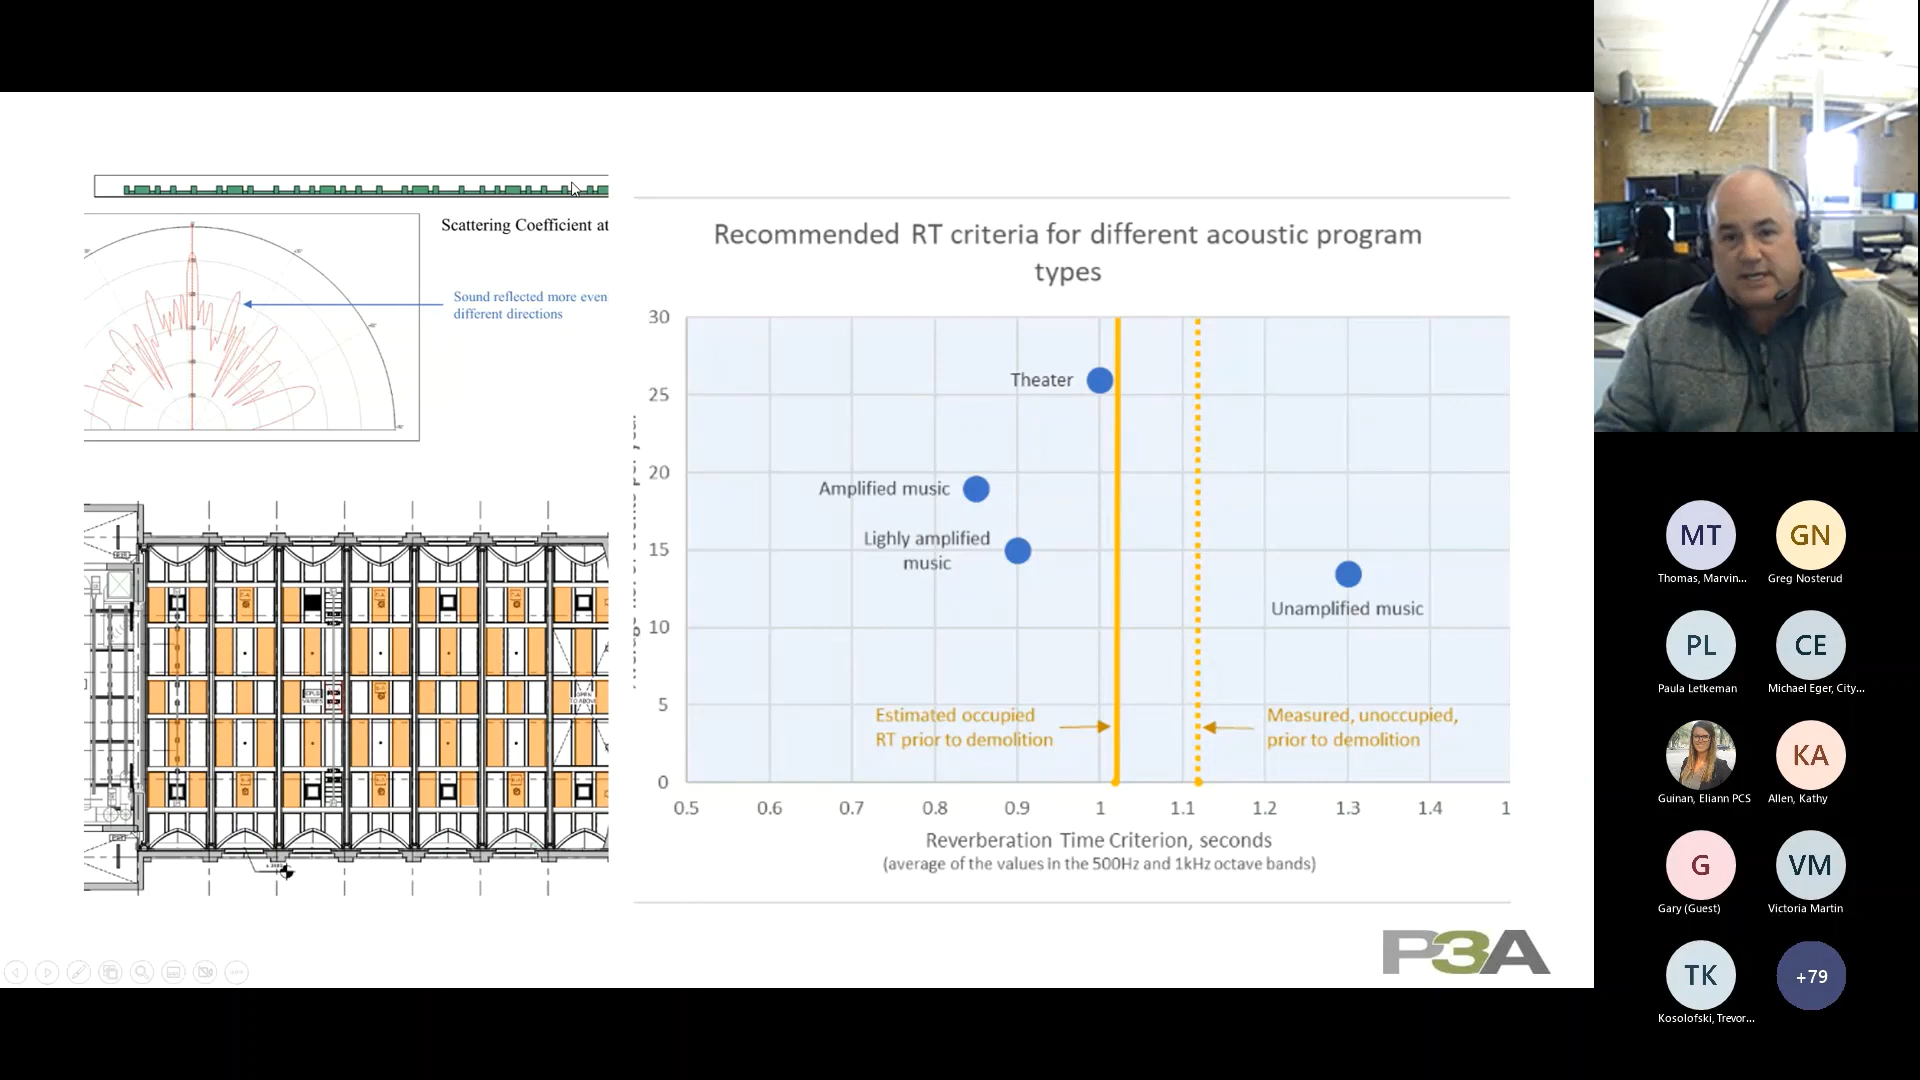 Scattering Coefficient at
Sound reflected more even
different directions
Recommended RT criteria for different acoustic program
types
30
25
20
15
10
5
0
Theater
Amplified music
Lighly amplified
music
Unamplified music
Estimated occupied
RT prior to demolition
Measured, unoccupied,
prior to demolition
0.5 0.6 0.7 0.8 0.9 1 1.1 1.2 1.3 1.4 1
Reverberation Time Criterion, seconds
(average of the values in the 500Hz and 1kHz octave bands)
P3A
MT
Thomas, Marvin...
GN
Greg Nosterud
PL
Paula Letkeman
CE
Michael Eger, City...
Guinan, Eliann PCS
KA
Allen, Kathy
G
Gary (Guest)
VM
Victoria Martin
TK
Kosolofski, Trevor...
+79